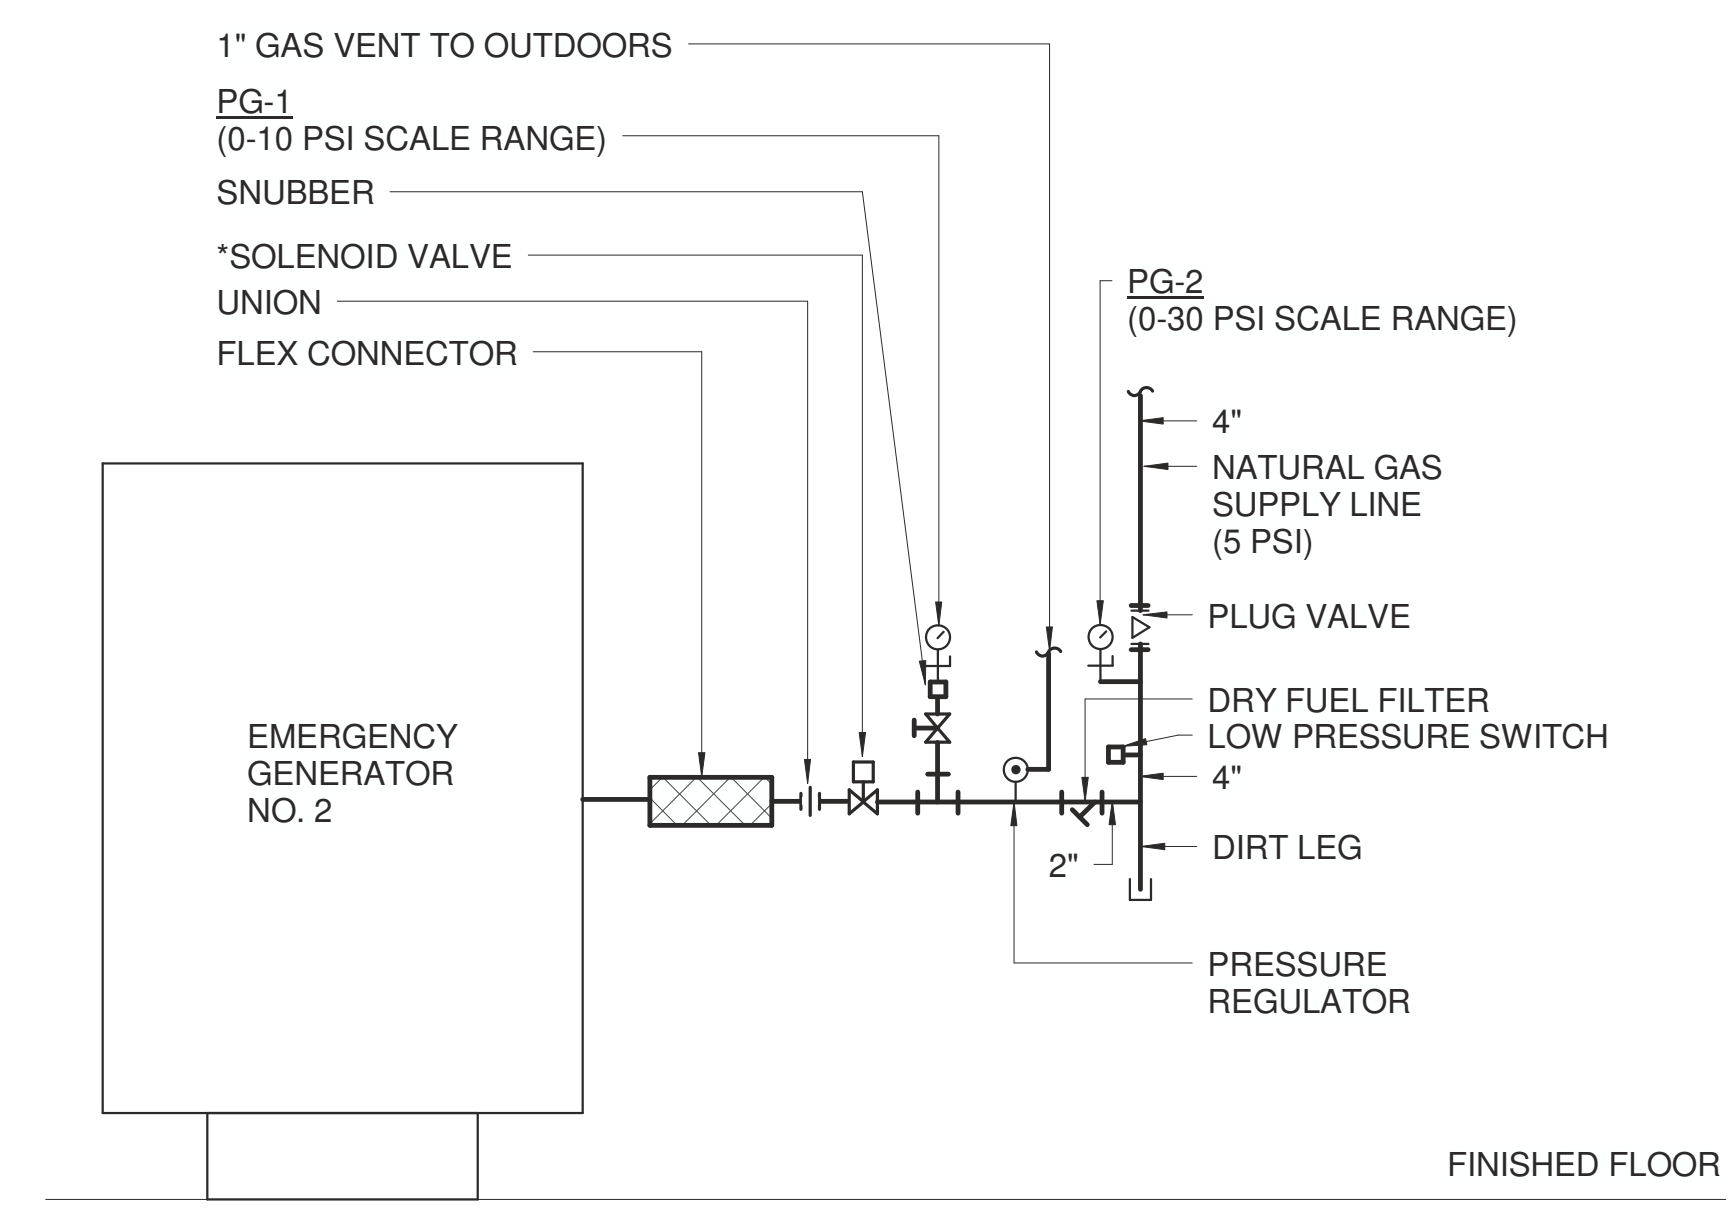 1" GAS VENT TO OUTDOORS
PG-1
(0-10 PSI SCALE RANGE)
SNUBBER
*SOLENOID VALVE
UNION
FLEX CONNECTOR
PG-2
(0-30 PSI SCALE RANGE)
4"
NATURAL GAS
SUPPLY LINE
(5 PSI)
PLUG VALVE
DRY FUEL FILTER
LOW PRESSURE SWITCH
4"
DIRT LEG
2"
PRESSURE
REGULATOR
EMERGENCY
GENERATOR
NO. 2
FINISHED FLOOR